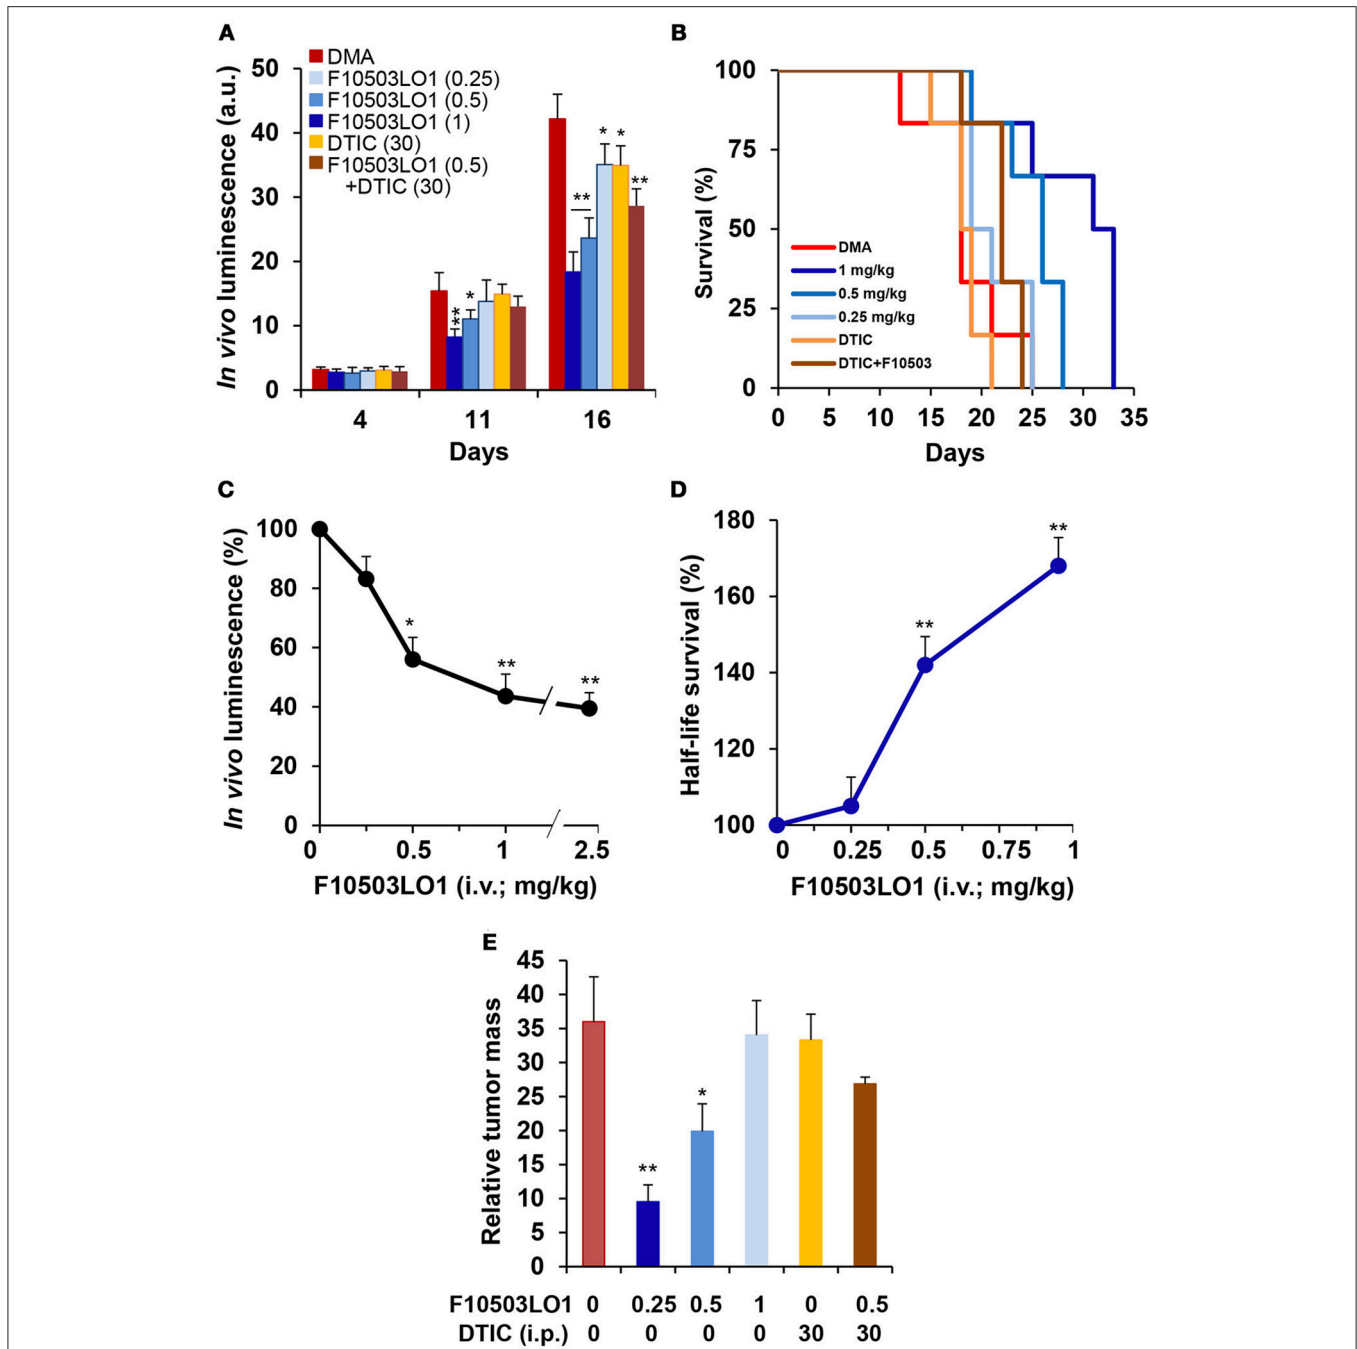 A
In vivo luminescence (a.u.)
50
40
30
20
10
0
DMA
F10503LO1 (0.25)
F10503LO1 (0.5)
F10503LO1 (1)
DTIC (30)
F10503LO1 (0.5)
+DTIC (30)
**
*
**
*
*
**
4 11 16
Days
B
Survival (%)
100
75
50
25
0
DMA
1 mg/kg
0.5 mg/kg
0.25 mg/kg
DTIC
DTIC+F10503
0 5 10 15 20 25 30 35
Days
C
In vivo luminescence (%)
100
80
60
40
20
0
*
**
**
0 0.5 1 2.5
F10503LO1 (i.v.; mg/kg)
D
Half-life survival (%)
180
160
140
120
100
**
**
0 0.25 0.5 0.75 1
F10503LO1 (i.v.; mg/kg)
E
Relative tumor mass
45
40
35
30
25
20
15
10
5
0
**
*
F10503LO1 0 0.25 0.5 1 0 0.5
DTIC (i.p.) 0 0 0 0 30 30